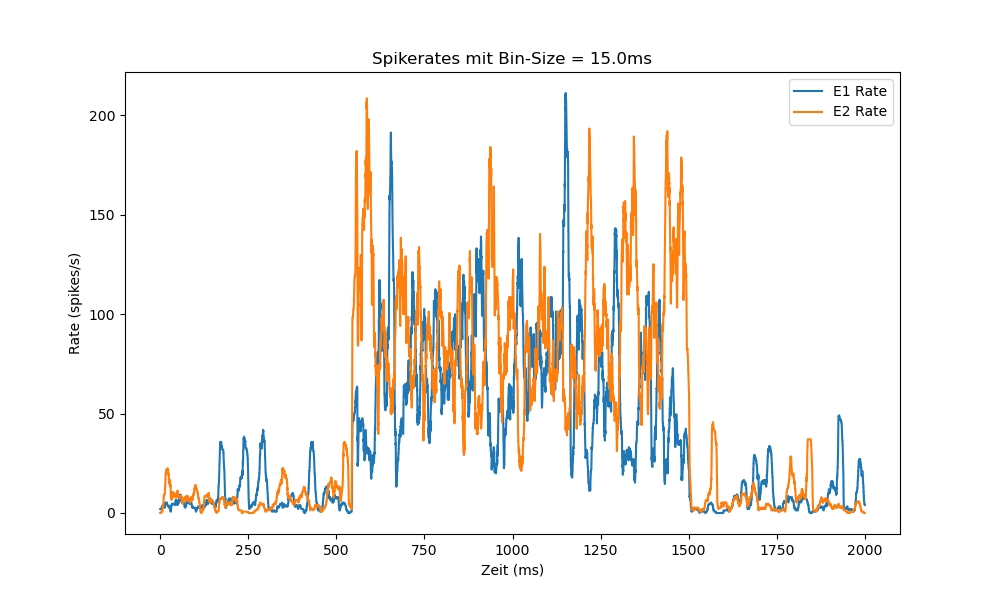 Spikerates mit Bin-Size = 15.0ms
E1 Rate
E2 Rate
200
150
100
50
0
Rate (spikes/s)
0 250 500 750 1000 1250 1500 1750 2000
Zeit (ms)